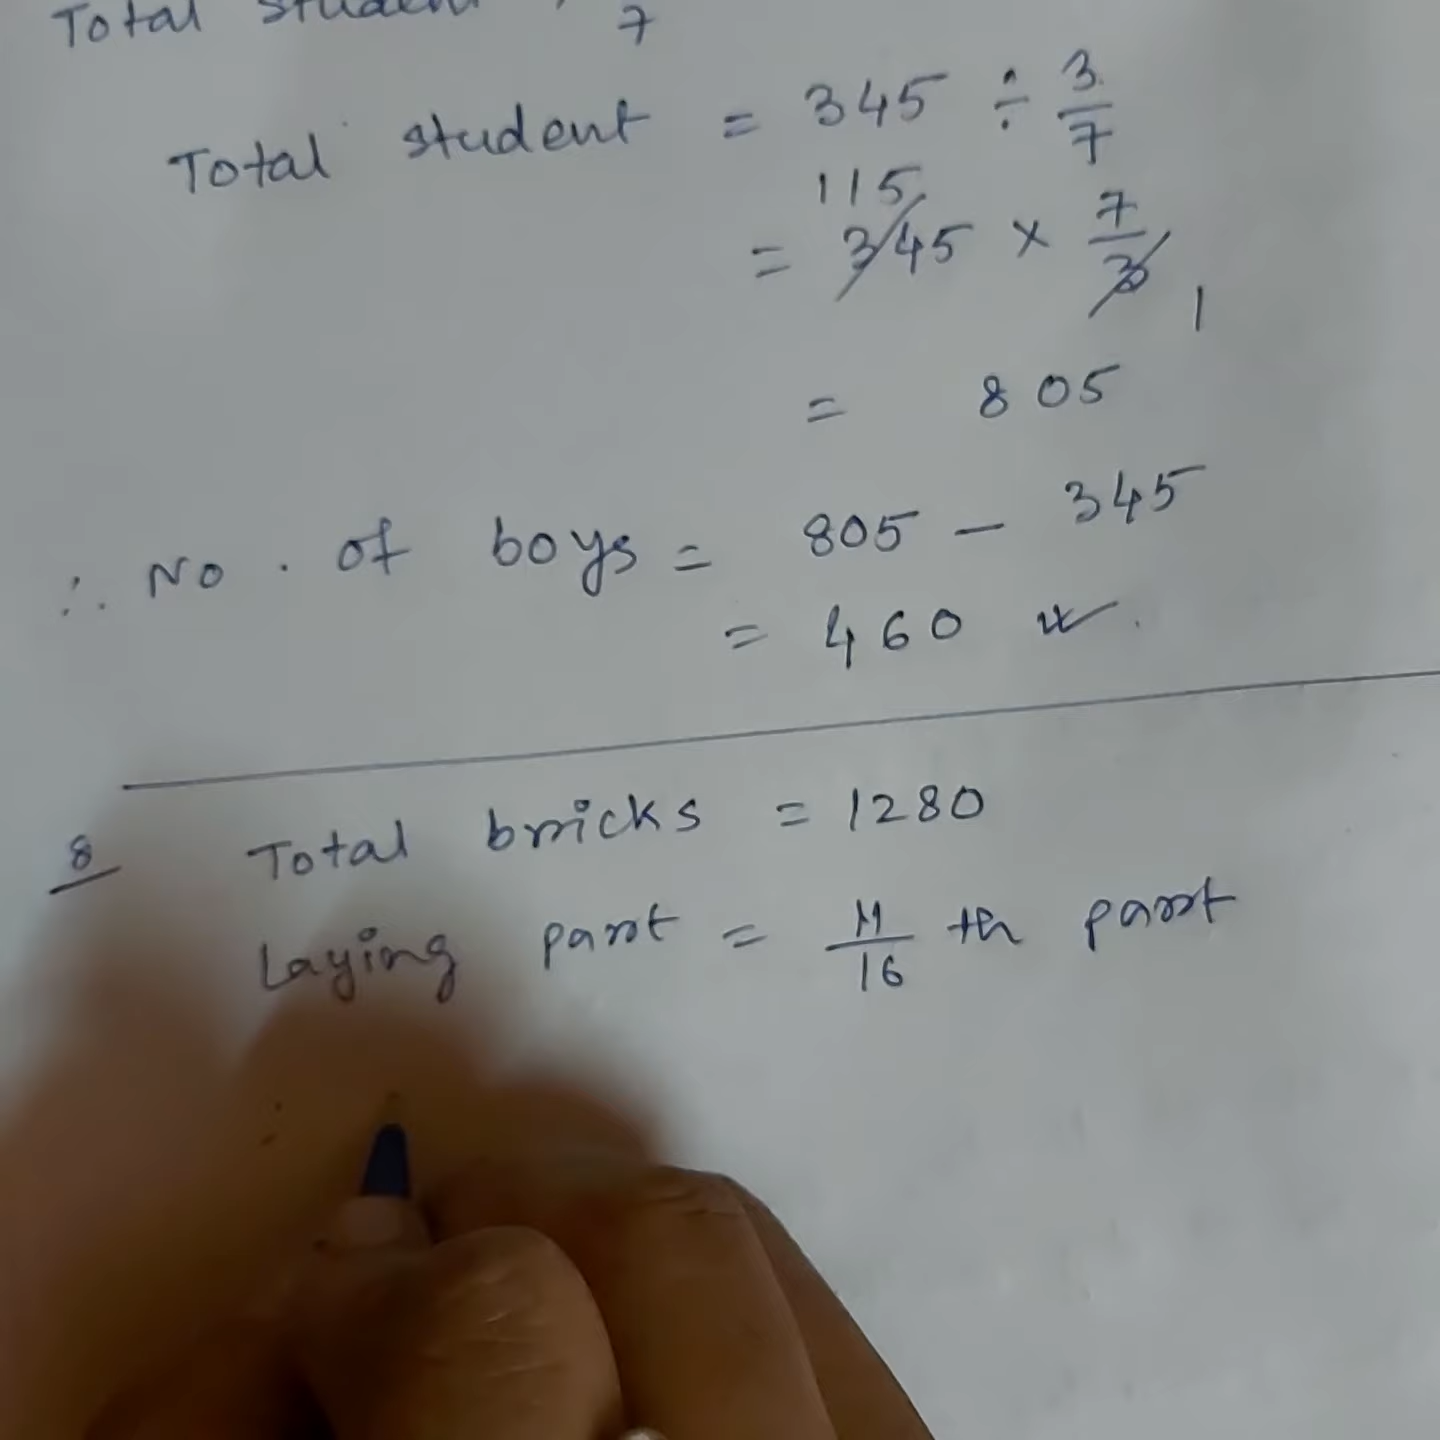 Total student
7
Total student = 345 ÷ 3/7
115
= 345 × 7/3
1
= 805
∴ No. of boys = 805 - 345
= 460
8 Total bricks = 1280
Laying part = 11/16 th part